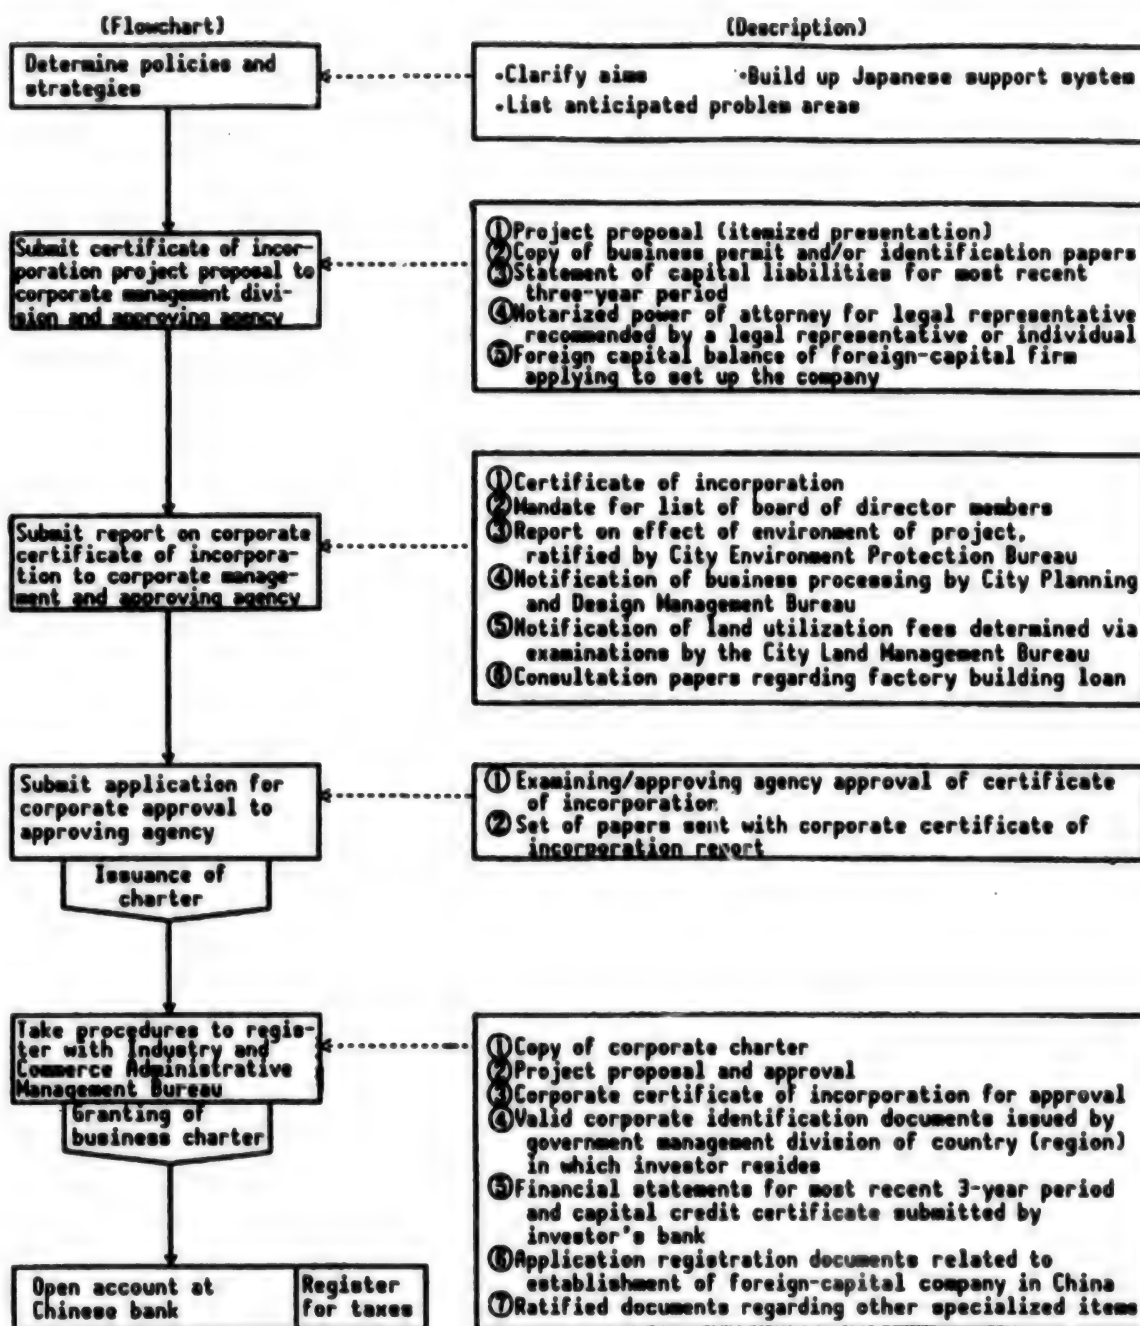 (Flowchart)
(Description)
Determine policies and
strategies
•Clarify aims •Build up Japanese support system
•List anticipated problem areas
Submit certificate of incor-
poration project proposal to
corporate management divi-
sion and approving agency
①Project proposal (itemized presentation)
②Copy of business permit and/or identification papers
③Statement of capital liabilities for most recent
three-year period
④Notarized power of attorney for legal representative
recommended by a legal representative or individual
⑤Foreign capital balance of foreign-capital firm
applying to set up the company
Submit report on corporate
certificate of incorpora-
tion to corporate manage-
ment and approving agency
①Certificate of incorporation
②Mandate for list of board of director members
③Report on effect of environment of project,
ratified by City Environment Protection Bureau
④Notification of business processing by City Planning
and Design Management Bureau
⑤Notification of land utilization fees determined via
examinations by the City Land Management Bureau
⑥Consultation papers regarding factory building loan
Submit application for
corporate approval to
approving agency
① Examining/approving agency approval of certificate
of incorporation
② Set of papers sent with corporate certificate of
incorporation report
Issuance of
charter
Take procedures to regis-
ter with Industry and
Commerce Administrative
Management Bureau
Granting of
business charter
①Copy of corporate charter
②Project proposal and approval
③Corporate certificate of incorporation for approval
④Valid corporate identification documents issued by
government management division of country (region)
in which investor resides
⑤Financial statements for most recent 3-year period
and capital credit certificate submitted by
investor's bank
⑥Application registration documents related to
establishment of foreign-capital company in China
⑦Ratified documents regarding other specialized items
Open account at
Chinese bank
Register
for taxes